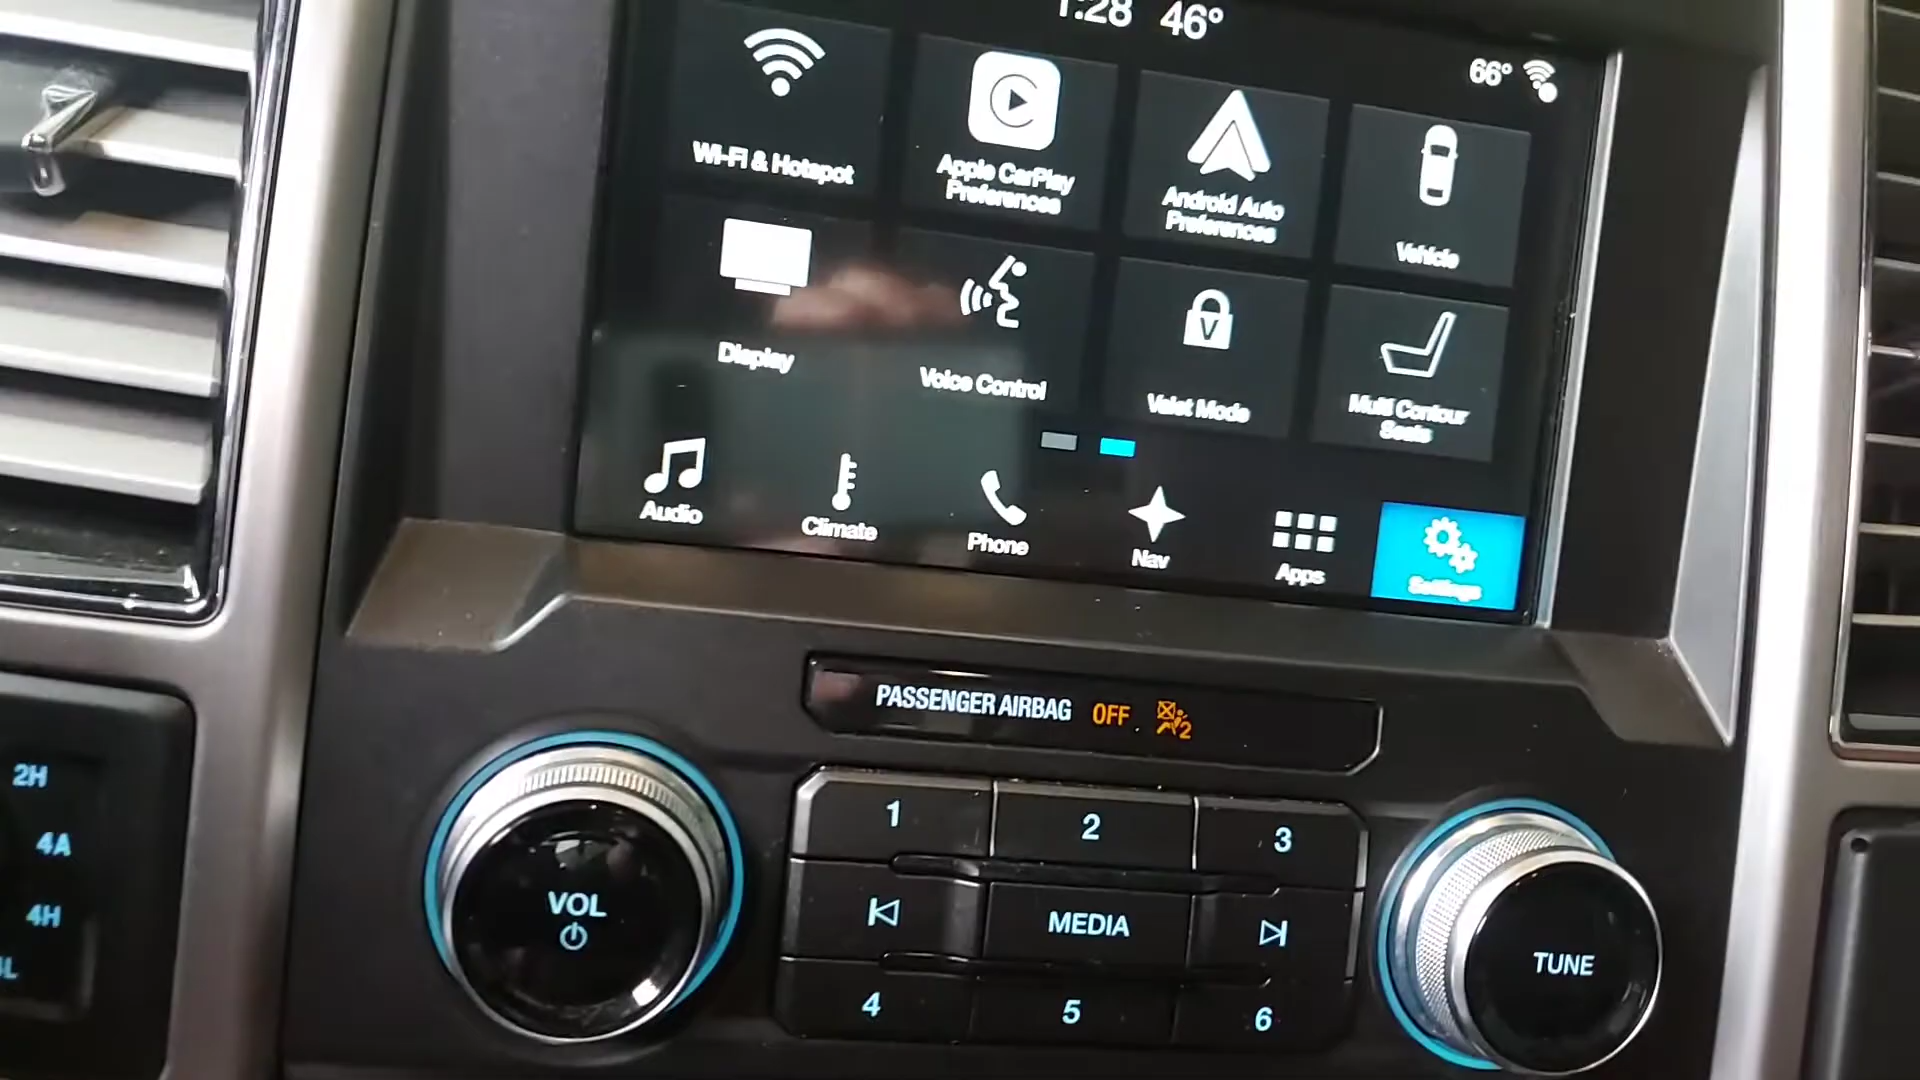 1:28 46°
66°
Wi-Fi & Hotspot
Apple CarPlay
Preferences
Android Auto
Preferences
Vehicle
Display
Voice Control
V
Valet Mode
Multi Contour
Seats
Audio
Climate
Phone
Nav
Apps
Settings
PASSENGER AIRBAG OFF 2
2H
4A
4H
VOL
1
2
3
MEDIA
4
5
6
TUNE